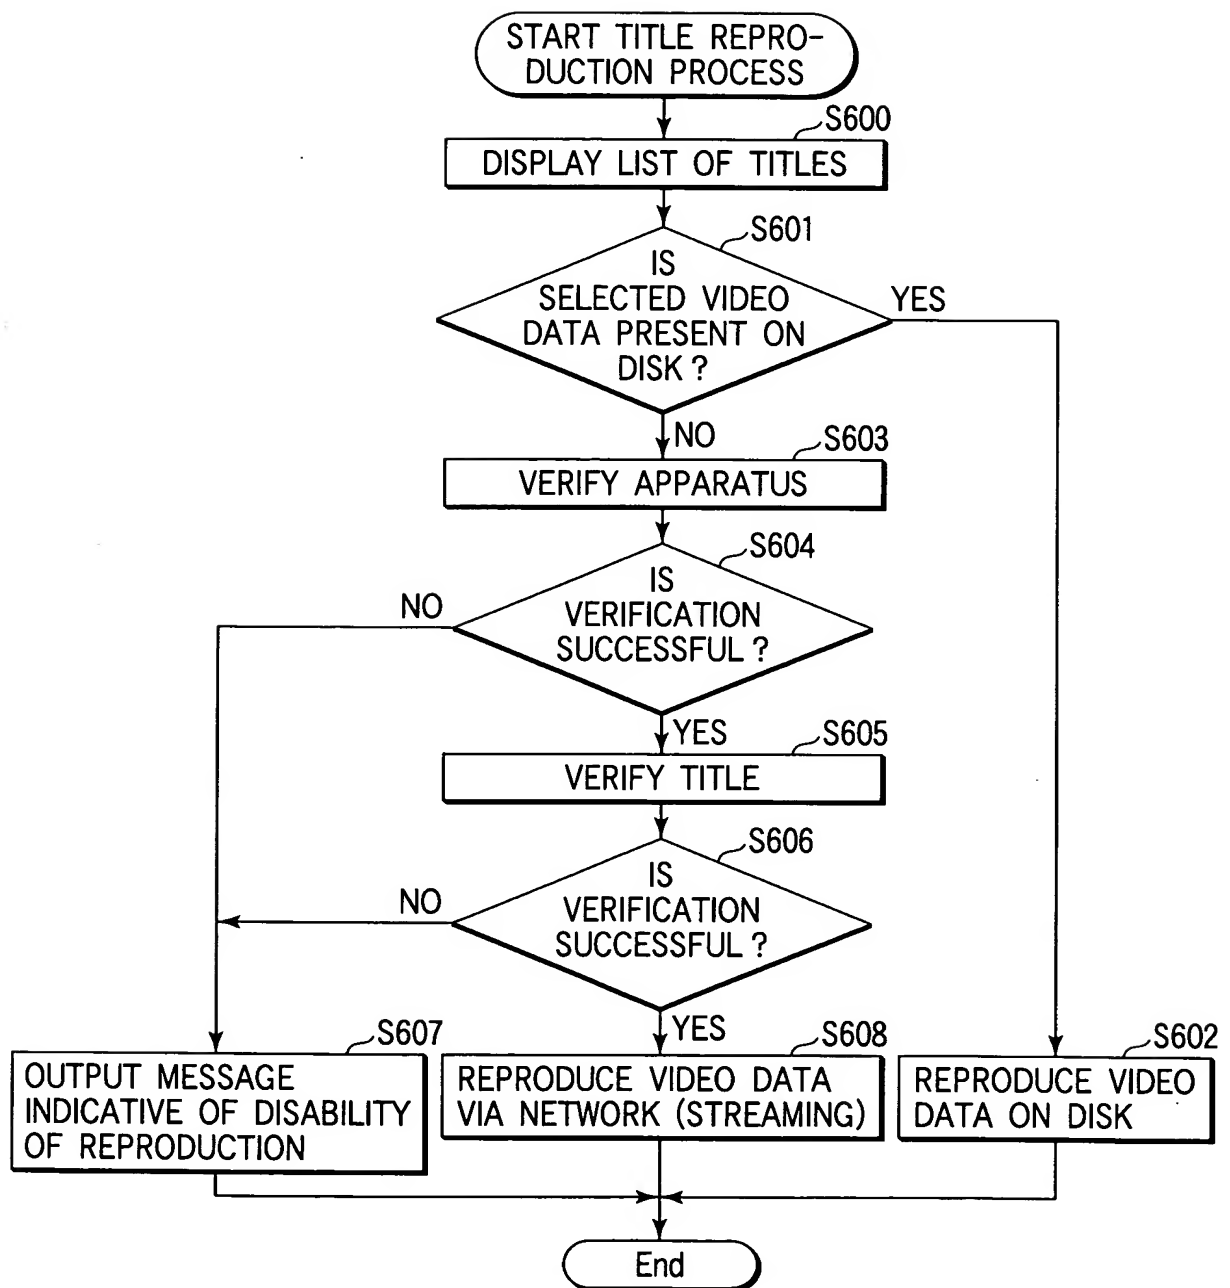 START TITLE REPRO-
DUCTION PROCESS
S600
DISPLAY LIST OF TITLES
S601
IS
SELECTED VIDEO
DATA PRESENT ON
DISK?
YES
NO
S603
VERIFY APPARATUS
S604
IS
VERIFICATION
SUCCESSFUL?
NO
YES
S605
VERIFY TITLE
S606
IS
VERIFICATION
SUCCESSFUL?
NO
YES
S607
OUTPUT MESSAGE
INDICATIVE OF DISABILITY
OF REPRODUCTION
S608
REPRODUCE VIDEO DATA
VIA NETWORK (STREAMING)
S602
REPRODUCE VIDEO
DATA ON DISK
End